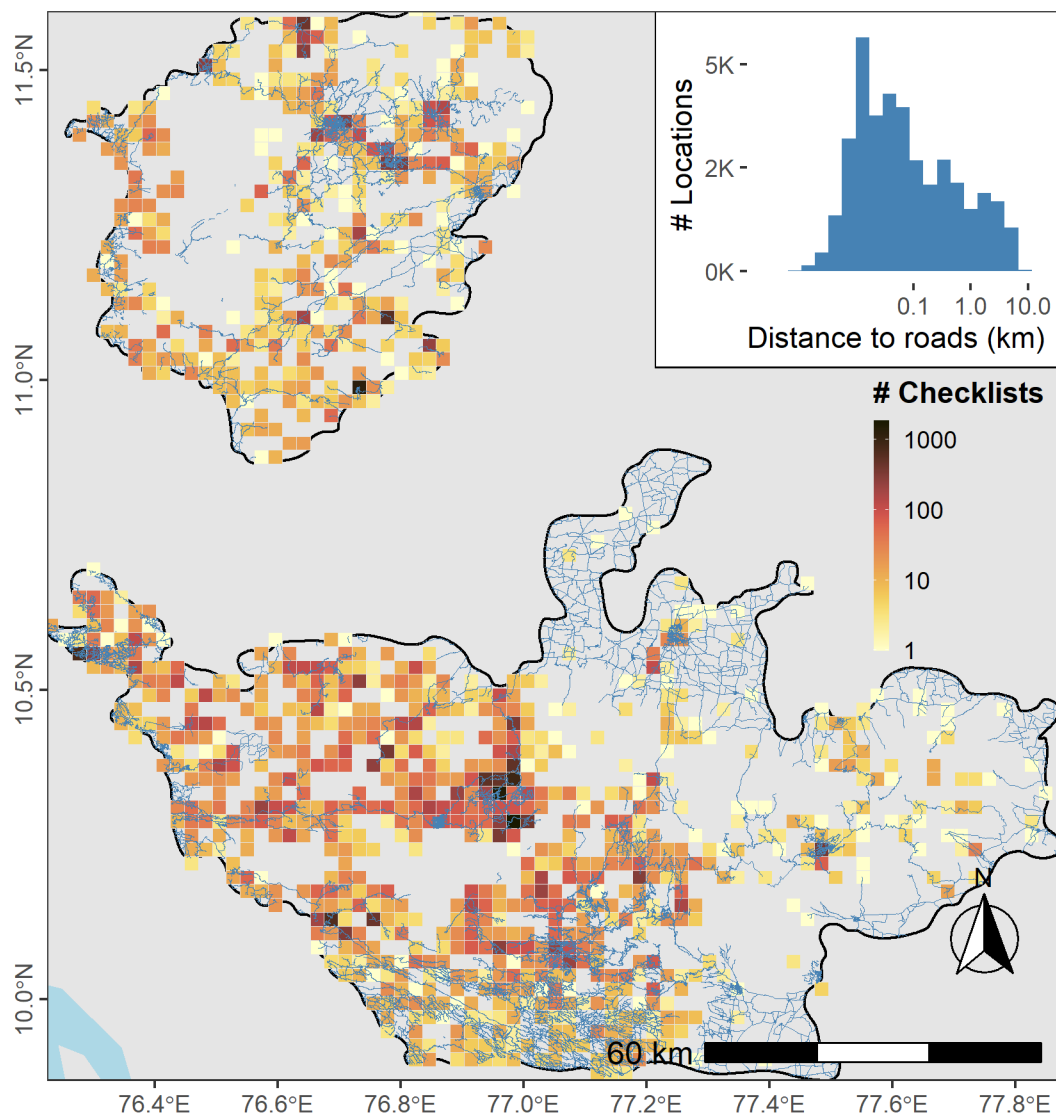 11.5°N
11.0°N
10.5°N
10.0°N
# Locations
5K
2K
0K
0.1 1.0 10.0
Distance to roads (km)
# Checklists
1000
100
10
1
N
60 km
76.4°E 76.6°E 76.8°E 77.0°E 77.2°E 77.4°E 77.6°E 77.8°E